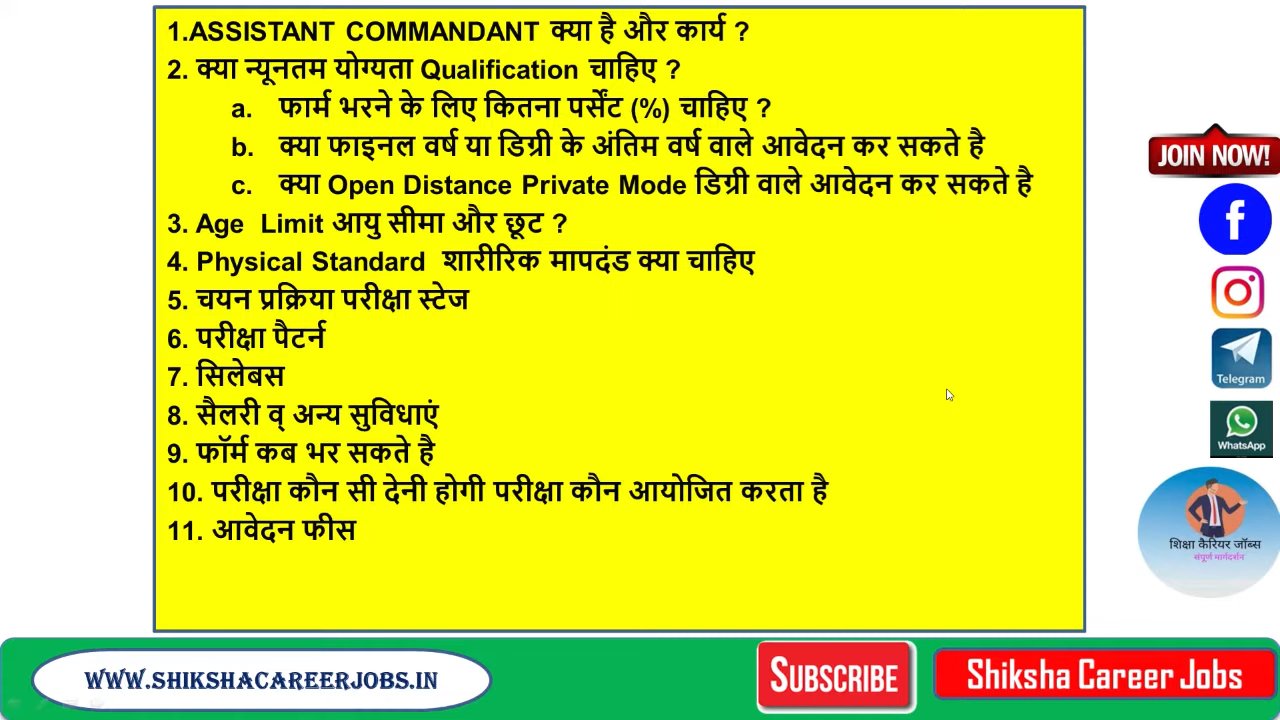 1.ASSISTANT COMMANDANT क्या है और कार्य ?
2. क्या न्यूनतम योग्यता Qualification चाहिए ?
a. फार्म भरने के लिए कितना पर्सेंट (%) चाहिए ?
b. क्या फाइनल वर्ष या डिग्री के अंतिम वर्ष वाले आवेदन कर सकते है
c. क्या Open Distance Private Mode डिग्री वाले आवेदन कर सकते है
3. Age Limit आयु सीमा और छूट ?
4. Physical Standard शारीरिक मापदंड क्या चाहिए
5. चयन प्रक्रिया परीक्षा स्टेज
6. परीक्षा पैटर्न
7. सिलेबस
8. सैलरी व् अन्य सुविधाएं
9. फॉर्म कब भर सकते है
10. परीक्षा कौन सी देनी होगी परीक्षा कौन आयोजित करता है
11. आवेदन फीस
JOIN NOW!
f
Telegram
WhatsApp
शिक्षा कैरियर जॉब्स
संपूर्ण मार्गदर्शन
WWW.SHIKSHACAREERJOBS.IN
SUBSCRIBE
Shiksha Career Jobs